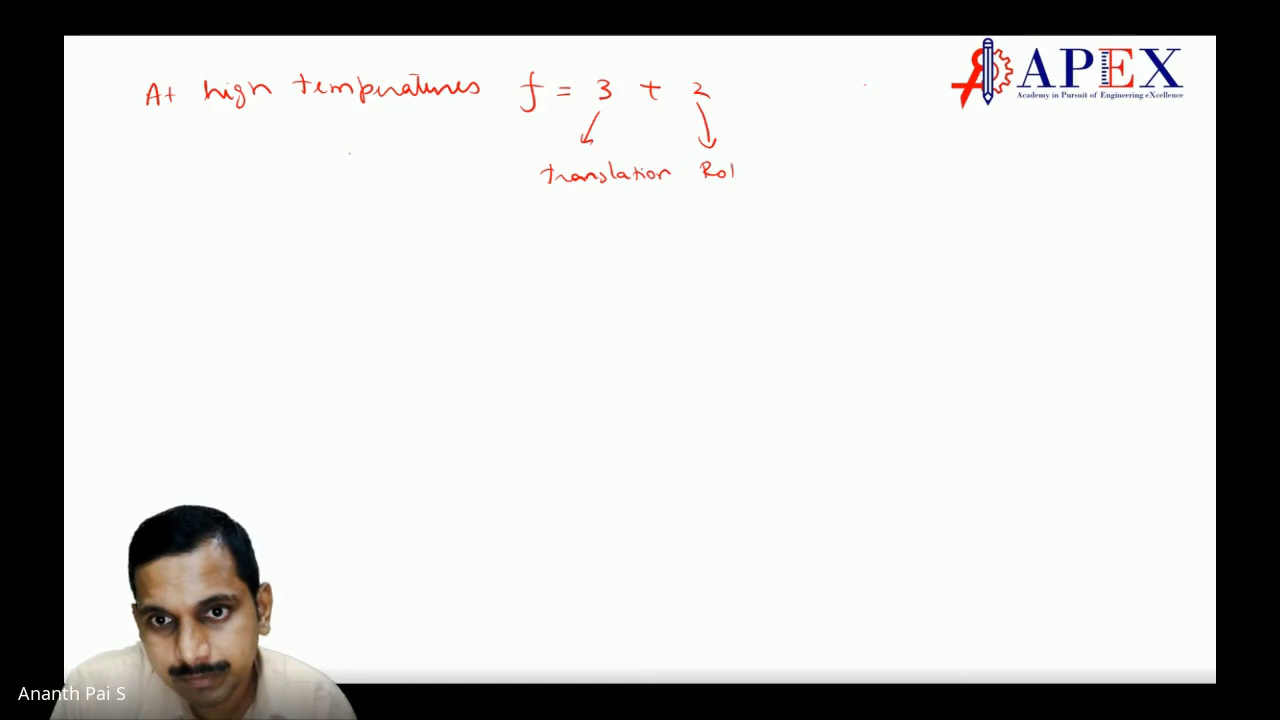 At high temperatures f = 3 + 2
translation Rot
APEX
Academy in Pursuit of Engineering eXcellence
Ananth Pai S